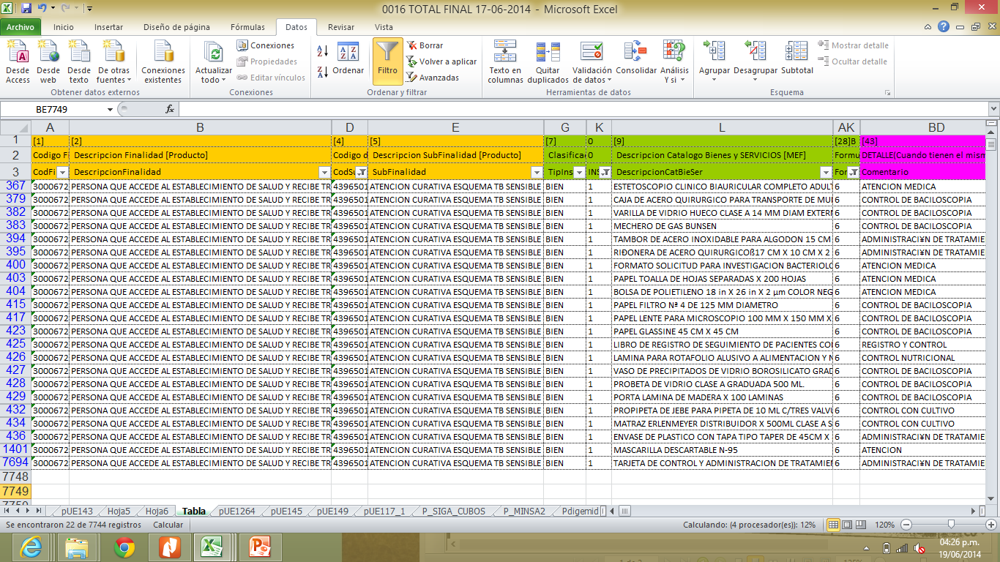 0016 TOTAL FINAL 17-06-2014 - Microsoft Excel
Archivo Inicio Insertar Diseño de página Fórmulas Datos Revisar Vista
Desde Access
Desde web
Desde texto
De otras fuentes
Conexiones existentes
Obtener datos externos
Actualizar todo
Conexiones
Propiedades
Editar vínculos
Conexiones
Ordenar
Filtro
Borrar
Volver a aplicar
Avanzadas
Ordenar y filtrar
Texto en columnas
Quitar duplicados
Validación de datos
Consolidar
Análisis Y si
Herramientas de datos
Agrupar
Desagrupar
Subtotal
Mostrar detalle
Ocultar detalle
Esquema
BE7749 fx
A B D E G K L AK BD
1 [1] [2] [4] [5] [7] 0 [9] [28]B [43]
2 Codigo F Descripcion Finalidad [Producto] Codigo d Descripcion SubFinalidad [Producto] Clasificad 0 Descripcion Catalogo Bienes y SERVICIOS [MEF] Formu DETALLE(Cuando tienen el mism
3 CodFi DescripcionFinalidad CodSu SubFinalidad TipIns INS DescripcionCatBieSer For Comentario
367 3000672 PERSONA QUE ACCEDE AL ESTABLECIMIENTO DE SALUD Y RECIBE TR 4396501 ATENCION CURATIVA ESQUEMA TB SENSIBLE BIEN 1 ESTETOSCOPIO CLINICO BIAURICULAR COMPLETO ADULT 6 ATENCION MEDICA
379 3000672 PERSONA QUE ACCEDE AL ESTABLECIMIENTO DE SALUD Y RECIBE TR 4396501 ATENCION CURATIVA ESQUEMA TB SENSIBLE BIEN 1 CAJA DE ACERO QUIRURGICO PARA TRANSPORTE DE MUE 6 CONTROL DE BACILOSCOPIA
382 3000672 PERSONA QUE ACCEDE AL ESTABLECIMIENTO DE SALUD Y RECIBE TR 4396501 ATENCION CURATIVA ESQUEMA TB SENSIBLE BIEN 1 VARILLA DE VIDRIO HUECO CLASE A 14 MM DIAM EXTER 6 CONTROL DE BACILOSCOPIA
383 3000672 PERSONA QUE ACCEDE AL ESTABLECIMIENTO DE SALUD Y RECIBE TR 4396501 ATENCION CURATIVA ESQUEMA TB SENSIBLE BIEN 1 MECHERO DE GAS BUNSEN 6 CONTROL DE BACILOSCOPIA
394 3000672 PERSONA QUE ACCEDE AL ESTABLECIMIENTO DE SALUD Y RECIBE TR 4396501 ATENCION CURATIVA ESQUEMA TB SENSIBLE BIEN 1 TAMBOR DE ACERO INOXIDABLE PARA ALGODON 15 CM 6 ADMINISTRACI¥N DE TRATAMIE
395 3000672 PERSONA QUE ACCEDE AL ESTABLECIMIENTO DE SALUD Y RECIBE TR 4396501 ATENCION CURATIVA ESQUEMA TB SENSIBLE BIEN 1 RIÐONERA DE ACERO QUIRURGICOß17 CM X 10 CM X 2 6 ADMINISTRACI¥N DE TRATAMIE
400 3000672 PERSONA QUE ACCEDE AL ESTABLECIMIENTO DE SALUD Y RECIBE TR 4396501 ATENCION CURATIVA ESQUEMA TB SENSIBLE BIEN 1 FORMATO SOLICITUD PARA INVESTIGACION BACTERIOLO 6 ATENCION MEDICA
403 3000672 PERSONA QUE ACCEDE AL ESTABLECIMIENTO DE SALUD Y RECIBE TR 4396501 ATENCION CURATIVA ESQUEMA TB SENSIBLE BIEN 1 PAPEL TOALLA DE HOJAS SEPARADAS X 200 HOJAS 6 ATENCION MEDICA
404 3000672 PERSONA QUE ACCEDE AL ESTABLECIMIENTO DE SALUD Y RECIBE TR 4396501 ATENCION CURATIVA ESQUEMA TB SENSIBLE BIEN 1 BOLSA DE POLIETILENO 18 in X 26 in X 2 µm COLOR NEG 6 ATENCION MEDICA
415 3000672 PERSONA QUE ACCEDE AL ESTABLECIMIENTO DE SALUD Y RECIBE TR 4396501 ATENCION CURATIVA ESQUEMA TB SENSIBLE BIEN 1 PAPEL FILTRO Nª 4 DE 125 MM DIAMETRO 6 CONTROL DE BACILOSCOPIA
417 3000672 PERSONA QUE ACCEDE AL ESTABLECIMIENTO DE SALUD Y RECIBE TR 4396501 ATENCION CURATIVA ESQUEMA TB SENSIBLE BIEN 1 PAPEL LENTE PARA MICROSCOPIO 100 MM X 150 MM X 6 CONTROL DE BACILOSCOPIA
423 3000672 PERSONA QUE ACCEDE AL ESTABLECIMIENTO DE SALUD Y RECIBE TR 4396501 ATENCION CURATIVA ESQUEMA TB SENSIBLE BIEN 1 PAPEL GLASSINE 45 CM X 45 CM 6 CONTROL DE BACILOSCOPIA
425 3000672 PERSONA QUE ACCEDE AL ESTABLECIMIENTO DE SALUD Y RECIBE TR 4396501 ATENCION CURATIVA ESQUEMA TB SENSIBLE BIEN 1 LIBRO DE REGISTRO DE SEGUIMIENTO DE PACIENTES CO 6 REGISTRO Y CONTROL
426 3000672 PERSONA QUE ACCEDE AL ESTABLECIMIENTO DE SALUD Y RECIBE TR 4396501 ATENCION CURATIVA ESQUEMA TB SENSIBLE BIEN 1 LAMINA PARA ROTAFOLIO ALUSIVO A ALIMENTACION Y N 6 CONTROL NUTRICIONAL
427 3000672 PERSONA QUE ACCEDE AL ESTABLECIMIENTO DE SALUD Y RECIBE TR 4396501 ATENCION CURATIVA ESQUEMA TB SENSIBLE BIEN 1 VASO DE PRECIPITADOS DE VIDRIO BOROSILICATO GRAD 6 CONTROL DE BACILOSCOPIA
428 3000672 PERSONA QUE ACCEDE AL ESTABLECIMIENTO DE SALUD Y RECIBE TR 4396501 ATENCION CURATIVA ESQUEMA TB SENSIBLE BIEN 1 PROBETA DE VIDRIO CLASE A GRADUADA 500 ML. 6 CONTROL DE BACILOSCOPIA
429 3000672 PERSONA QUE ACCEDE AL ESTABLECIMIENTO DE SALUD Y RECIBE TR 4396501 ATENCION CURATIVA ESQUEMA TB SENSIBLE BIEN 1 PORTA LAMINA DE MADERA X 100 LAMINAS 6 CONTROL DE BACILOSCOPIA
432 3000672 PERSONA QUE ACCEDE AL ESTABLECIMIENTO DE SALUD Y RECIBE TR 4396501 ATENCION CURATIVA ESQUEMA TB SENSIBLE BIEN 1 PROPIPETA DE JEBE PARA PIPETA DE 10 ML C/TRES VALVU 6 CONTROL CON CULTIVO
434 3000672 PERSONA QUE ACCEDE AL ESTABLECIMIENTO DE SALUD Y RECIBE TR 4396501 ATENCION CURATIVA ESQUEMA TB SENSIBLE BIEN 1 MATRAZ ERLENMEYER DISTRIBUIDOR X 500ML CLASE A S 6 CONTROL CON CULTIVO
436 3000672 PERSONA QUE ACCEDE AL ESTABLECIMIENTO DE SALUD Y RECIBE TR 4396501 ATENCION CURATIVA ESQUEMA TB SENSIBLE BIEN 1 ENVASE DE PLASTICO CON TAPA TIPO TAPER DE 45CM X 6 ADMINISTRACI¥N DE TRATAMIE
1401 3000672 PERSONA QUE ACCEDE AL ESTABLECIMIENTO DE SALUD Y RECIBE TR 4396501 ATENCION CURATIVA ESQUEMA TB SENSIBLE BIEN 1 MASCARILLA DESCARTABLE N-95 6 ATENCION
7694 3000672 PERSONA QUE ACCEDE AL ESTABLECIMIENTO DE SALUD Y RECIBE TR 4396501 ATENCION CURATIVA ESQUEMA TB SENSIBLE BIEN 1 TARJETA DE CONTROL Y ADMINISTRACION DE TRATAMIEN 6 ADMINISTRACI¥N DE TRATAMIE
7748
7749
7750
pUE143 Hoja5 Hoja6 Tabla pUE1264 pUE145 pUE149 pUE117_1 P_SIGA_CUBOS P_MINSA2 Pdigemid
Se encontraron 22 de 7744 registros Calcular Calculando: (4 procesador(es)): 12% 120%
04:26 p.m.
19/06/2014